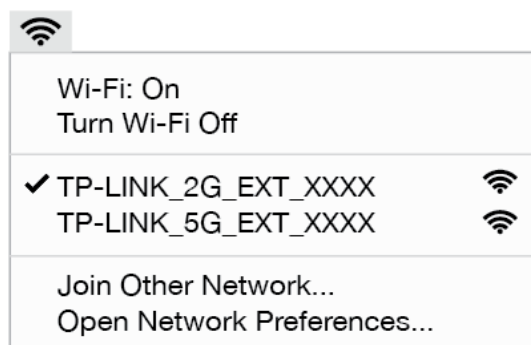 Wi-Fi: On
Turn Wi-Fi Off
TP-LINK_2G_EXT_XXXX
TP-LINK_5G_EXT_XXXX
Join Other Network...
Open Network Preferences...